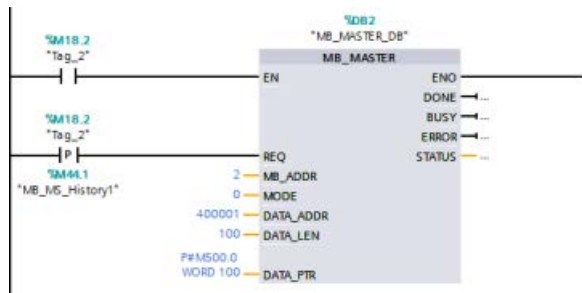 %DB2
"MB_MASTER_DB"
%M18.2
"Tag_2"
MB_MASTER
EN
ENO
DONE ...
BUSY ...
ERROR ...
STATUS ...
%M18.2
"Tag_2"
P
REQ
%M44.1
"MB_MS_History1"
2 MB_ADDR
0 MODE
400001 DATA_ADDR
100 DATA_LEN
P#M500.0
WORD 100 DATA_PTR